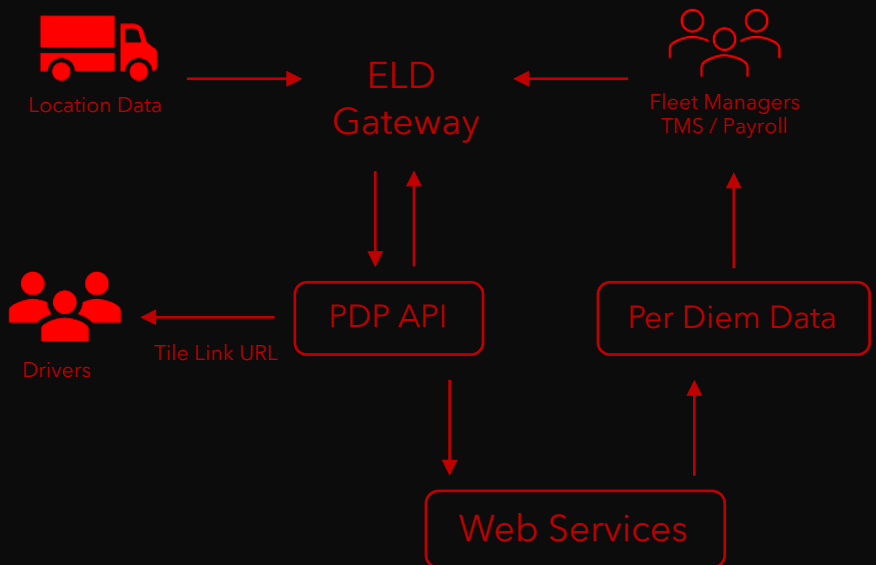 ELD
Gateway
Location Data
Fleet Managers
TMS / Payroll
PDP API
Per Diem Data
Tile Link URL
Drivers
Web Services